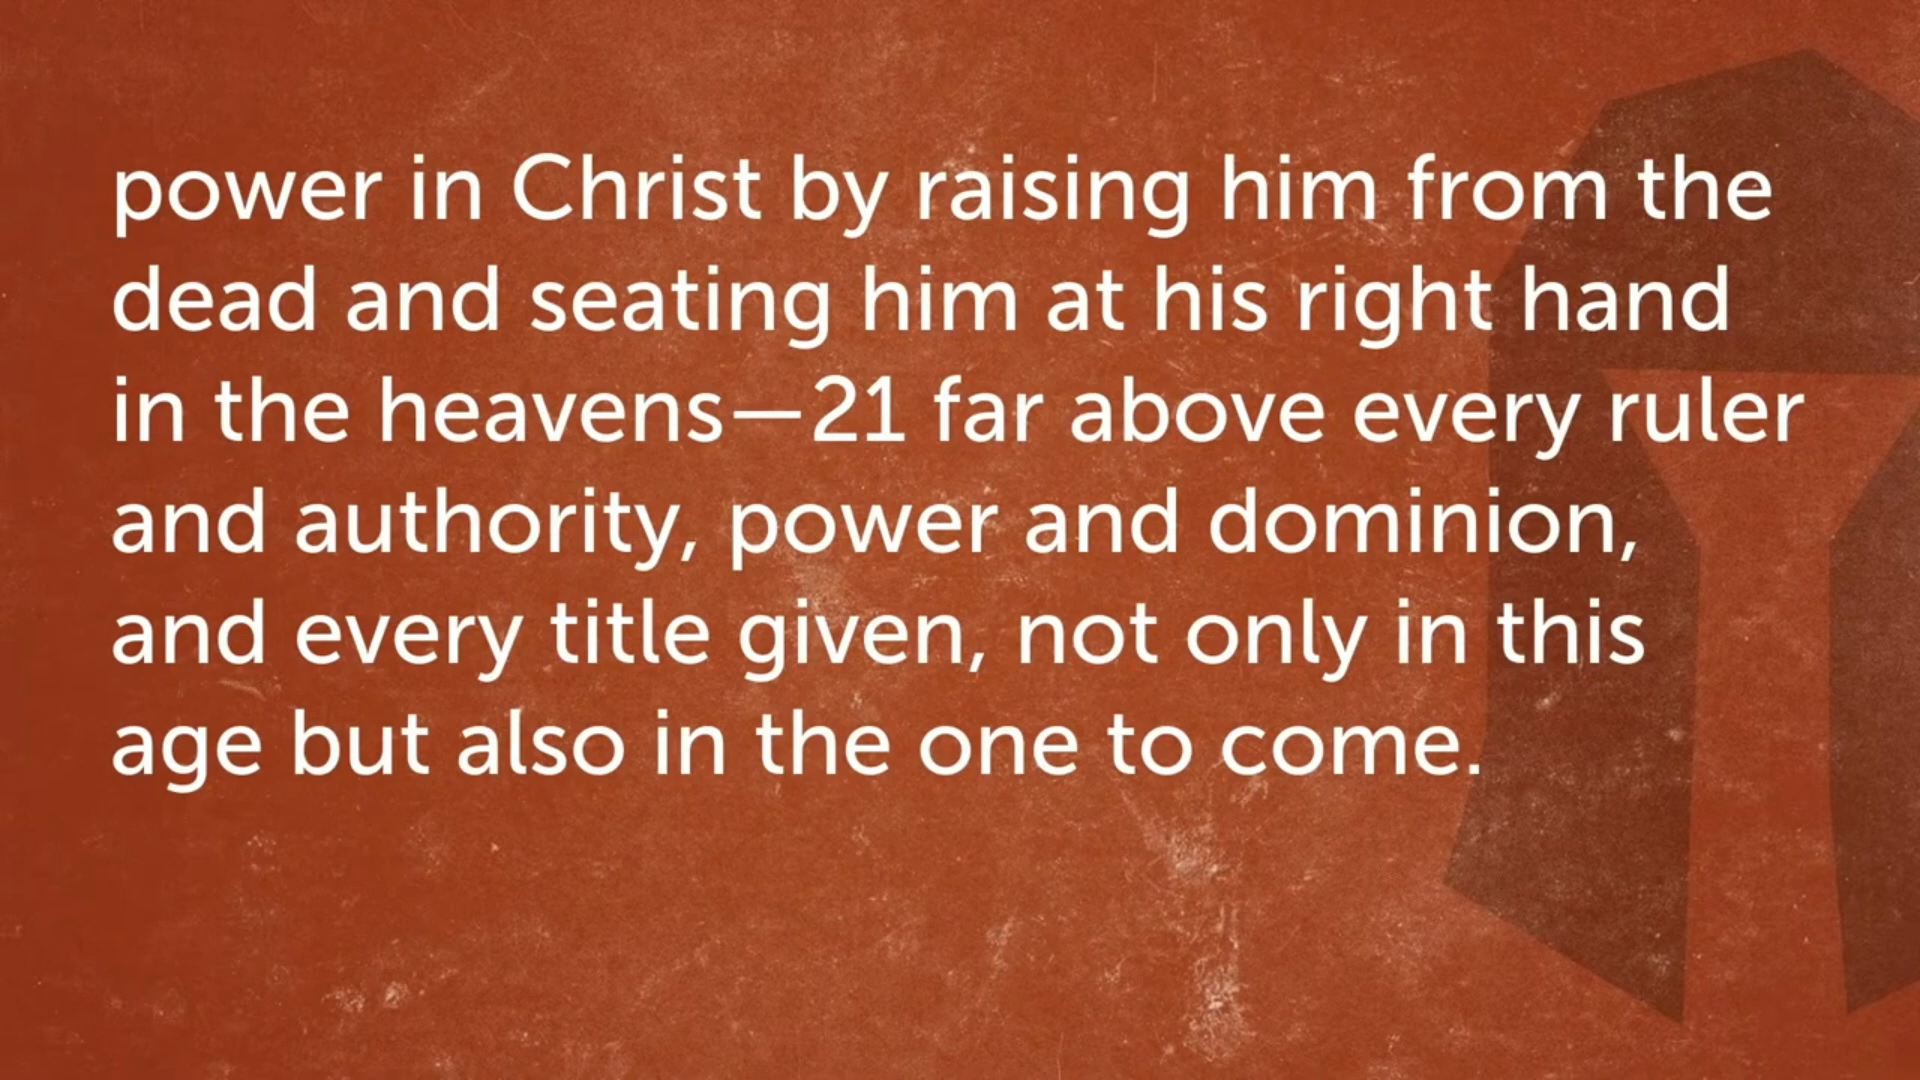 power in Christ by raising him from the
dead and seating him at his right hand
in the heavens—21 far above every ruler
and authority, power and dominion,
and every title given, not only in this
age but also in the one to come.